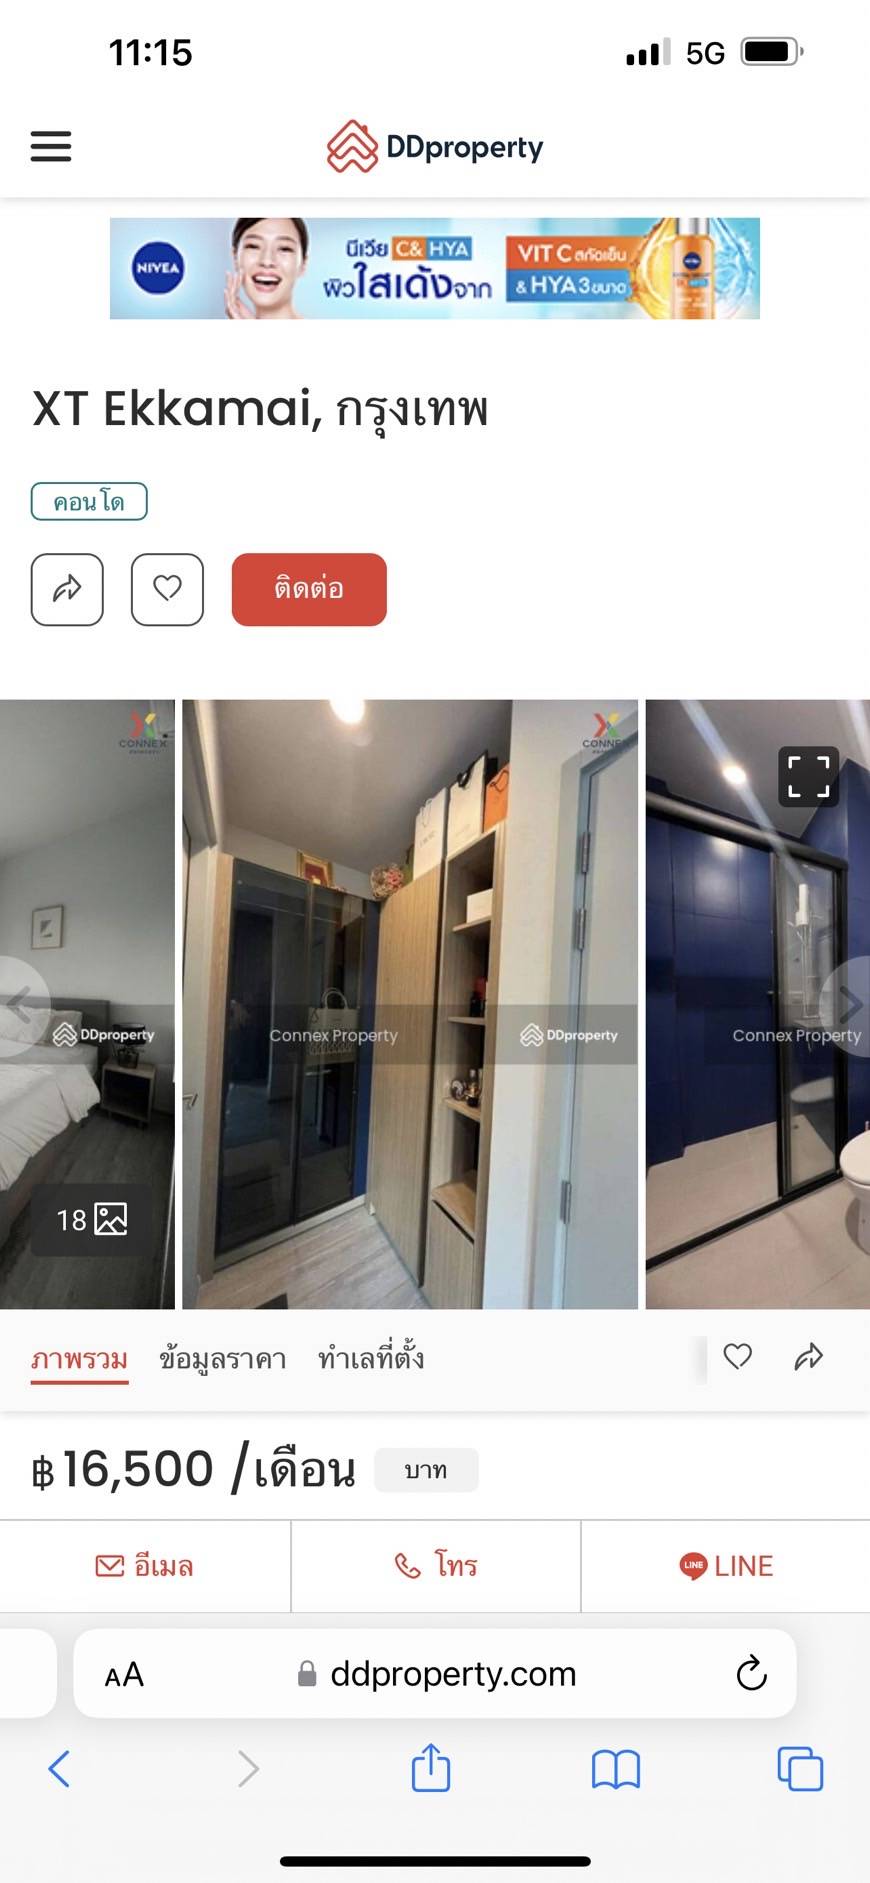 11:15
5G
DDproperty
NIVEA
นีเวีย C& HYA
ผิวใสเด้งจาก
VIT C สกัดเย็น
& HYA 3 ขนาด
XT Ekkamai, กรุงเทพ
คอนโด
ติดต่อ
CONNEX
CONNEX
DDproperty
Connex Property
DDproperty
Connex Property
18
ภาพรวม
ข้อมูลราคา
ทำเลที่ตั้ง
฿ 16,500 /เดือน
บาท
อีเมล
โทร
LINE
LINE
AA
ddproperty.com